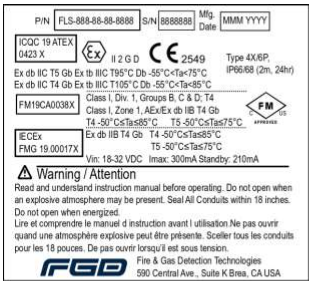 P/N FLS-888-88-88-8888 S/N 8888888 Mfg. Date MMM YYYY
ICQC 19 ATEX
0423 X
Ex II 2 G D CE 2549 Type 4X/6P,
IP66/68 (2m, 24hr)
Ex db IIC T5 Gb Ex tb IIIC T95°C Db -55°C<Ta<75°C
Ex db IIC T4 Gb Ex tb IIIC T105°C Db -55°C<Ta<85°C
FM19CA0038X
Class I, Div. 1, Groups B, C & D; T4
Class I, Zone 1, AEx/Ex db IIB T4 Gb
T4 -50°C≤Ta≤85°C T5 -50°C≤Ta≤75°C
FM
APPROVED
IECEx
FMG 19.00017X
Ex db IIB T4 Gb T4 -50°C≤Ta≤85°C
T5 -50°C≤Ta≤75°C
Vin: 18-32 VDC Imax: 300mA Standby: 210mA
Warning / Attention
Read and understand instruction manual before operating. Do not open when
an explosive atmosphere may be present. Seal All Conduits within 18 inches.
Do not open when energized.
Lire et comprendre le manuel d instruction avant l utilisation.Ne pas ouvrir
quand une atmosphère explosive peut être présente. Sceller tous les conduits
pour les 18 pouces. De pas ouvrir lorsqu'il est sous tension.
FGD Fire & Gas Detection Technologies
590 Central Ave., Suite K Brea, CA USA